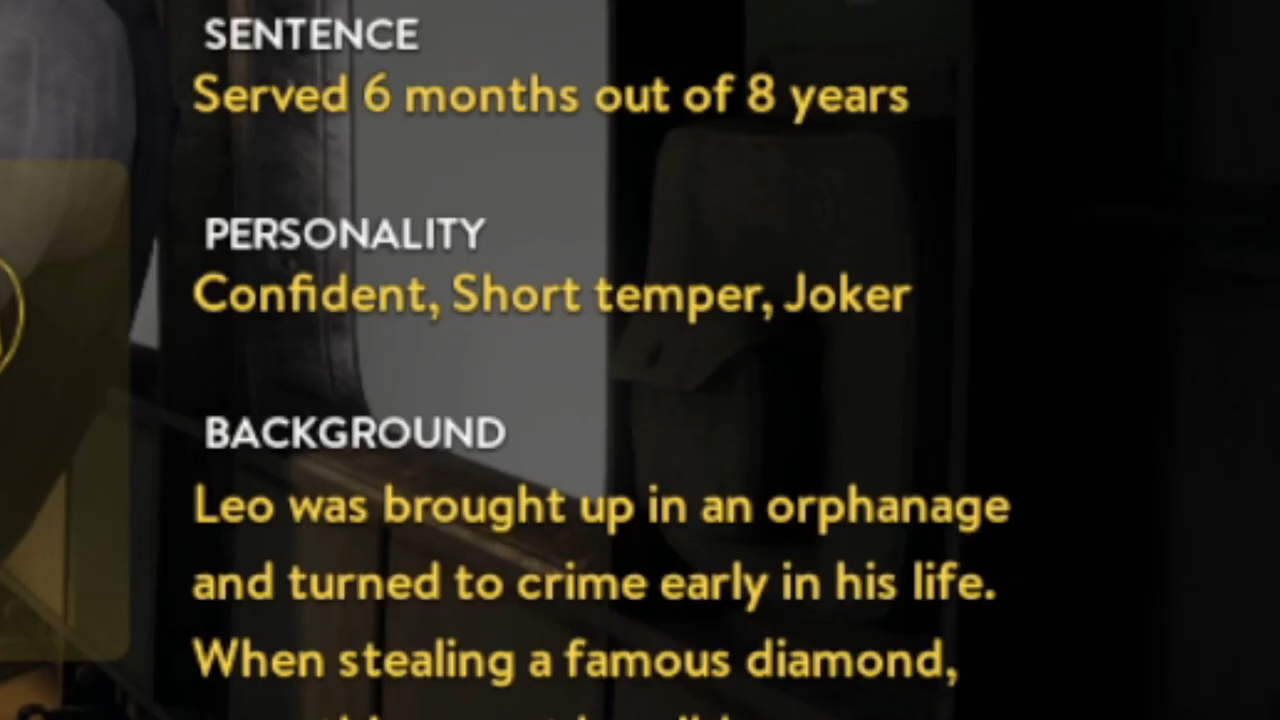 SENTENCE
Served 6 months out of 8 years
PERSONALITY
Confident, Short temper, Joker
BACKGROUND
Leo was brought up in an orphanage
and turned to crime early in his life.
When stealing a famous diamond,